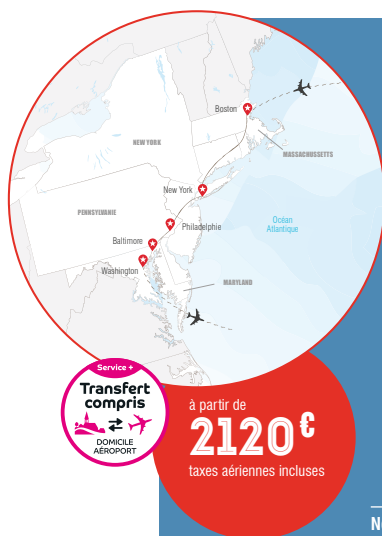 Boston
NEW YORK
MASSACHUSSETTS
New York
PENNSYLVANIE
Philadelphie
Océan
Atlantique
Baltimore
Washington
MARYLAND
Service +
Transfert
compris
DOMICILE
AÉROPORT
à partir de
2120€
taxes aériennes incluses